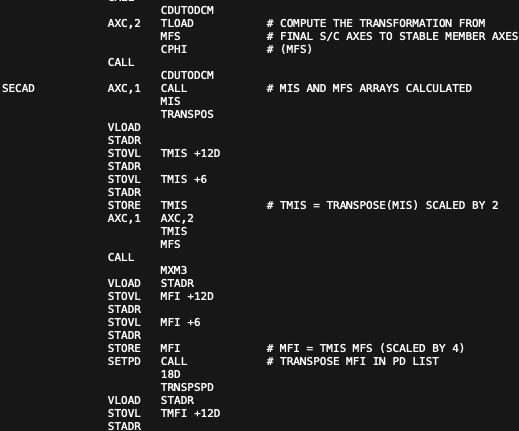 CDUTODCM
AXC,2 TLOAD # COMPUTE THE TRANSFORMATION FROM
MFS # FINAL S/C AXES TO STABLE MEMBER AXES
CPHI # (MFS)
CALL
CDUTODCM
SECAD AXC,1 CALL # MIS AND MFS ARRAYS CALCULATED
MIS
TRANSPOS
VLOAD
STADR
STOVL TMIS +12D
STADR
STOVL TMIS +6
STADR
STORE TMIS # TMIS = TRANSPOSE(MIS) SCALED BY 2
AXC,1 AXC,2
TMIS
MFS
CALL
MXM3
VLOAD STADR
STOVL MFI +12D
STADR
STOVL MFI +6
STADR
STORE MFI # MFI = TMIS MFS (SCALED BY 4)
SETPD CALL # TRANSPOSE MFI IN PD LIST
18D
TRNSPSPD
VLOAD STADR
STOVL TMFI +12D
STADR